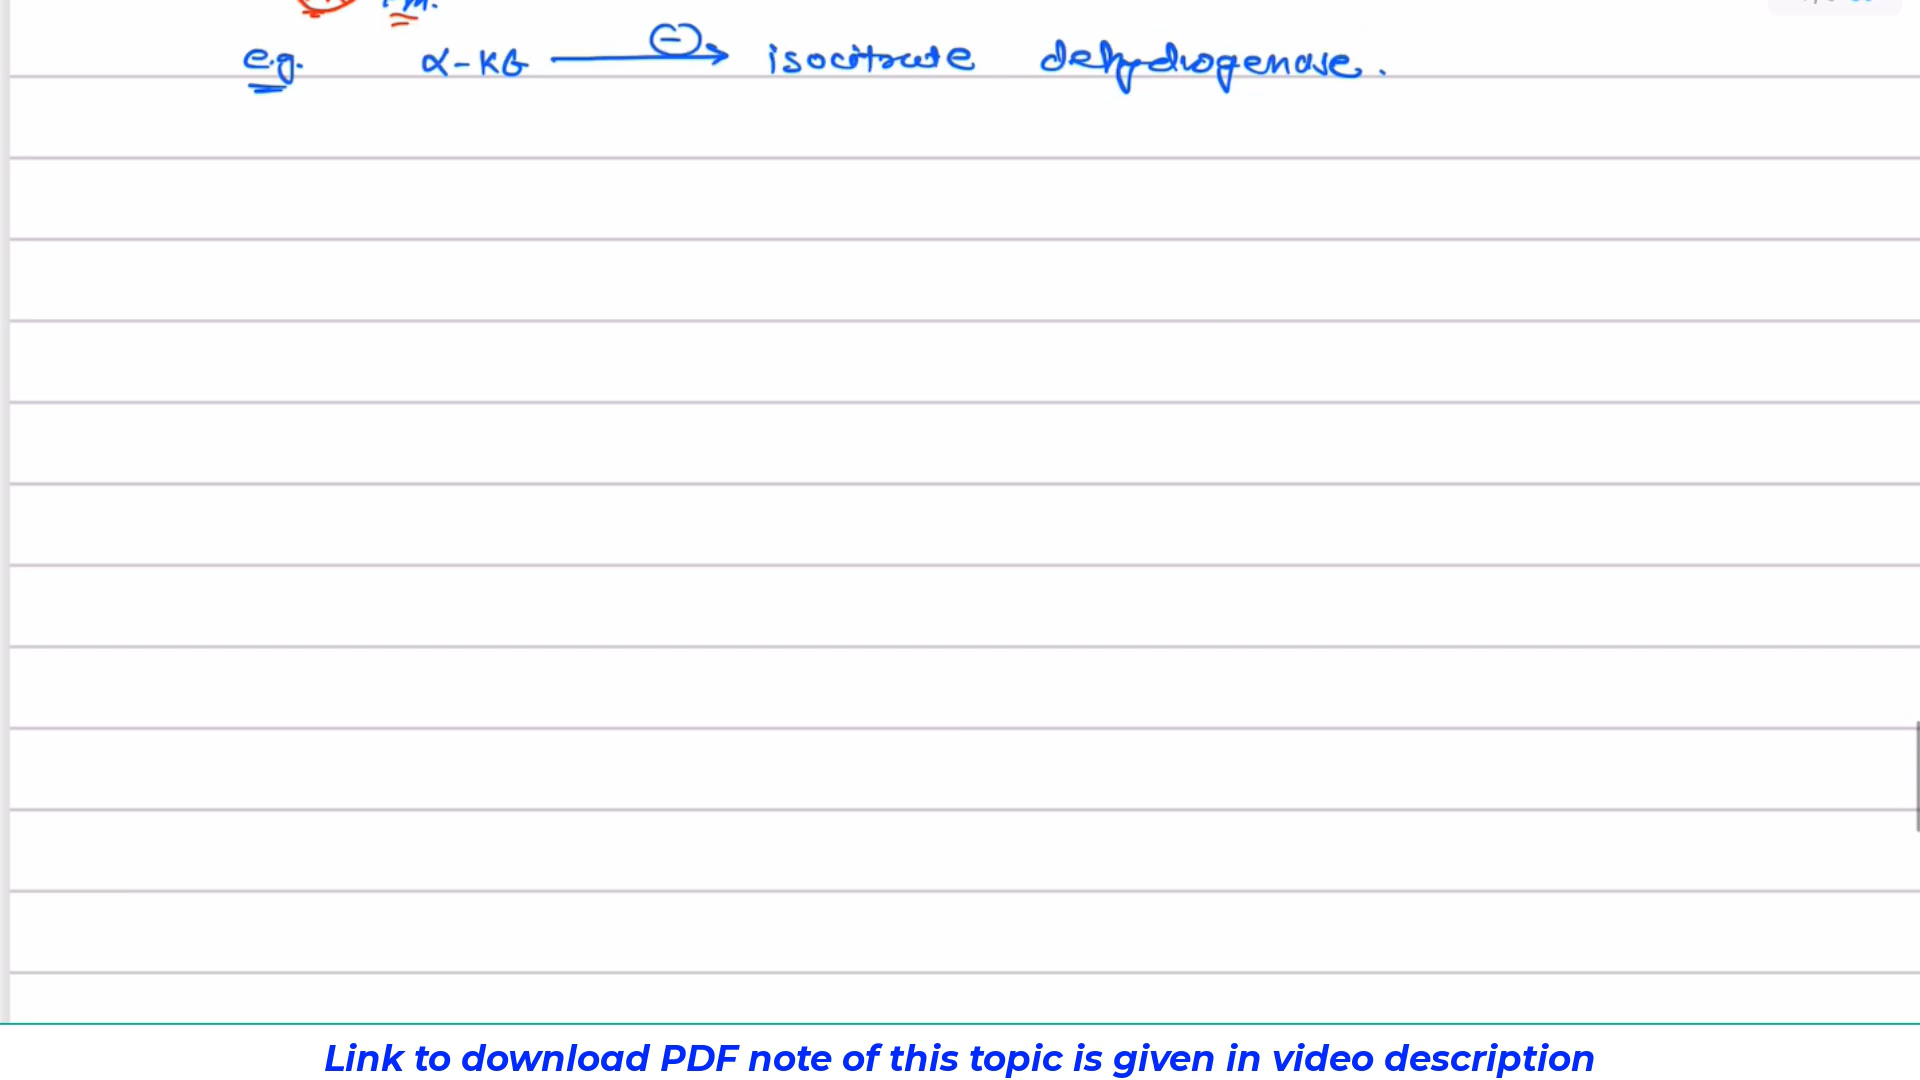 e.g. α-KG ⊖→ isocitrate dehydrogenase.
Link to download PDF note of this topic is given in video description